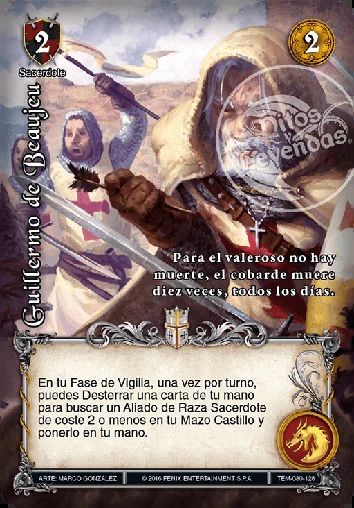 2
2
Sacerdote
Guillermo de Beaujeu
Mitos y
Leyendas
Para el valeroso no hay
muerte, el cobarde muere
diez veces, todos los días.
En tu Fase de Vigilia, una vez por turno,
puedes Desterrar una carta de tu mano
para buscar un Aliado de Raza Sacerdote
de coste 2 o menos en tu Mazo Castillo y
ponerlo en tu mano.
ARTE: MARCO GONZALEZ
© 2016 FENIX ENTERTAINMENT S.P.A.
TEM-080-128